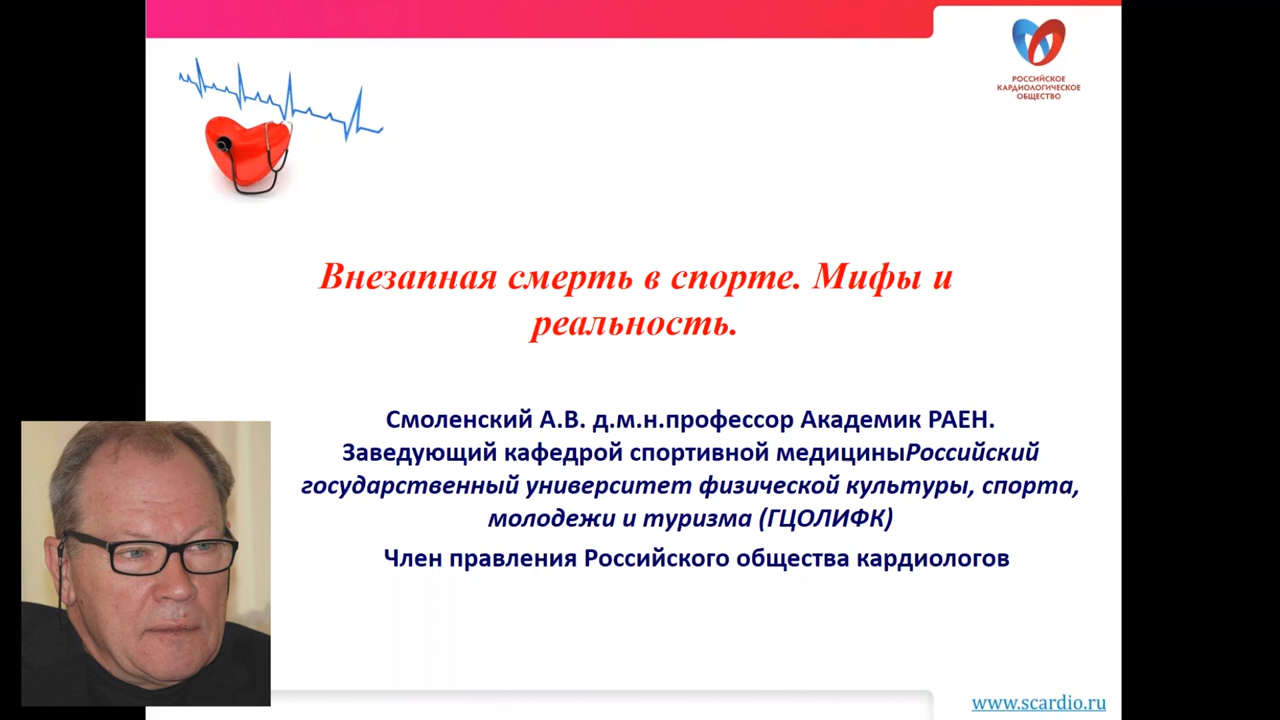 РОССИЙСКОЕ
КАРДИОЛОГИЧЕСКОЕ
ОБЩЕСТВО
Внезапная смерть в спорте. Мифы и
реальность.
Смоленский А.В. д.м.н.профессор Академик РАЕН.
Заведующий кафедрой спортивной медициныРоссийский
государственный университет физической культуры, спорта,
молодежи и туризма (ГЦОЛИФК)
Член правления Российского общества кардиологов
www.scardio.ru